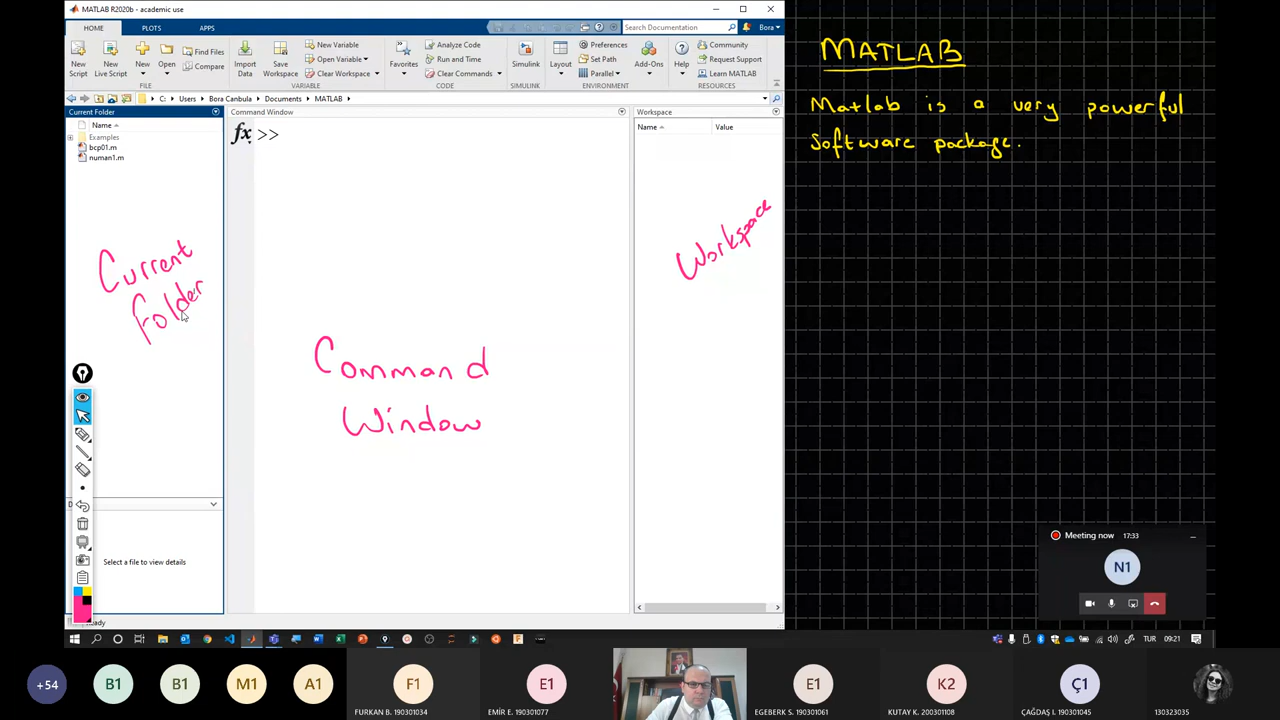 MATLAB R2020b - academic use
HOME PLOTS APPS
Search Documentation
Bora
New Script
New Live Script
New
Open
Find Files
Compare
Import Data
Save Workspace
New Variable
Open Variable
Clear Workspace
Favorites
Analyze Code
Run and Time
Clear Commands
Simulink
Layout
Preferences
Set Path
Parallel
Add-Ons
Help
Community
Request Support
Learn MATLAB
FILE VARIABLE CODE SIMULINK ENVIRONMENT RESOURCES
C: Users Bora Canbula Documents MATLAB
Current Folder
Name
Examples
bcp01.m
numan1.m
Command Window
fx >>
Workspace
Name Value
Current
Folder
Command
Window
Workspace
D
Select a file to view details
Ready
MATLAB
Matlab is a very powerful
Software package.
Meeting now 17:33
N1
TUR 09:21
+54
B1
B1
M1
A1
F1
FURKAN B. 190301034
E1
EMİR E. 190301077
E1
EGEBERK S. 190301061
K2
KUTAY K. 200301108
Ç1
ÇAĞDAŞ I. 190301045
130323035